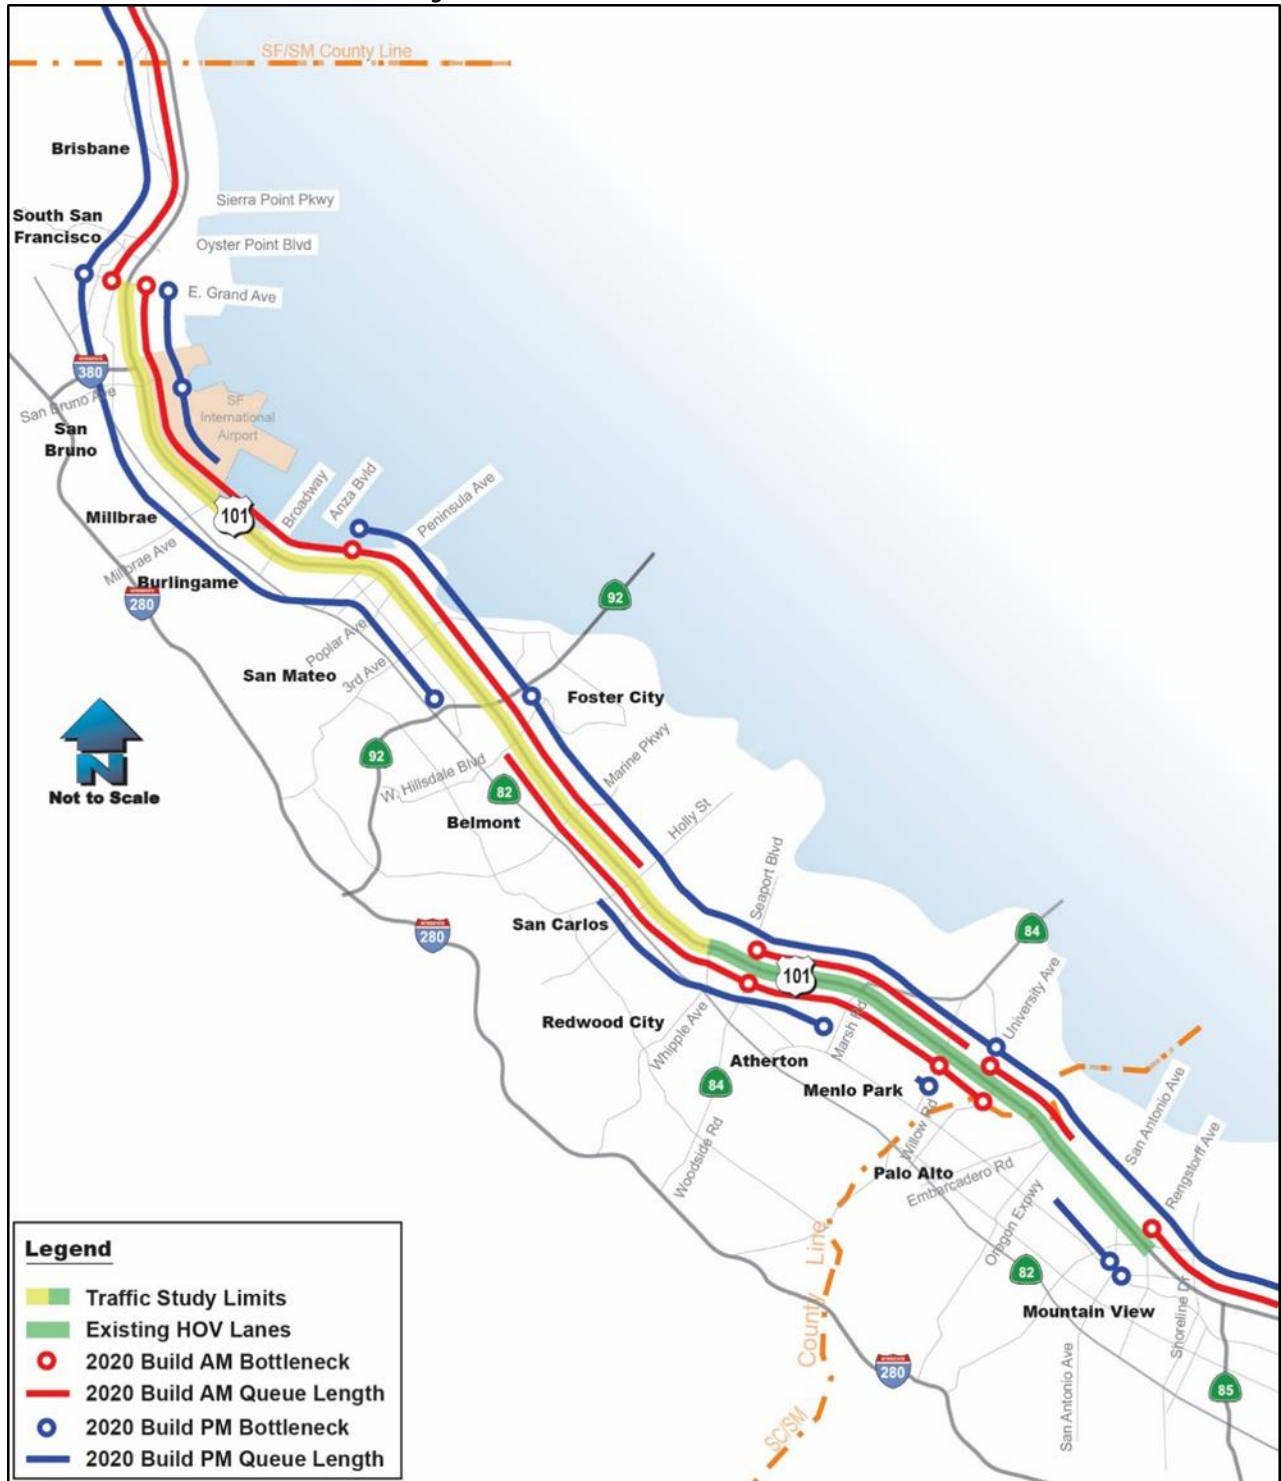 SF/SM County Line
Brisbane
Sierra Point Pkwy
South San
Francisco
Oyster Point Blvd
E. Grand Ave
INTERSTATE
380
San Bruno Ave
SF
International
Airport
San
Bruno
Broadway
Anza Bvld
Peninsula Ave
Millbrae
101
Millbrae Ave
Burlingame
INTERSTATE
280
92
Poplar Ave
3rd Ave
San Mateo
Foster City
N
Not to Scale
92
W. Hillsdale Blvd
82
Marine Pkwy
Belmont
Holly St
Seaport Blvd
San Carlos
INTERSTATE
280
84
101
University Ave
Redwood City
Whipple Ave
Marsh Rd
Atherton
84
Menlo Park
Willow Rd
Woodside Rd
Palo Alto
Embarcadero Rd
San Antonio Ave
Rengstorff Ave
Oregon Expwy
County Line
SC/SM
82
Mountain View
Shoreline Dr
San Antonio Ave
INTERSTATE
280
85
Legend
Traffic Study Limits
Existing HOV Lanes
2020 Build AM Bottleneck
2020 Build AM Queue Length
2020 Build PM Bottleneck
2020 Build PM Queue Length